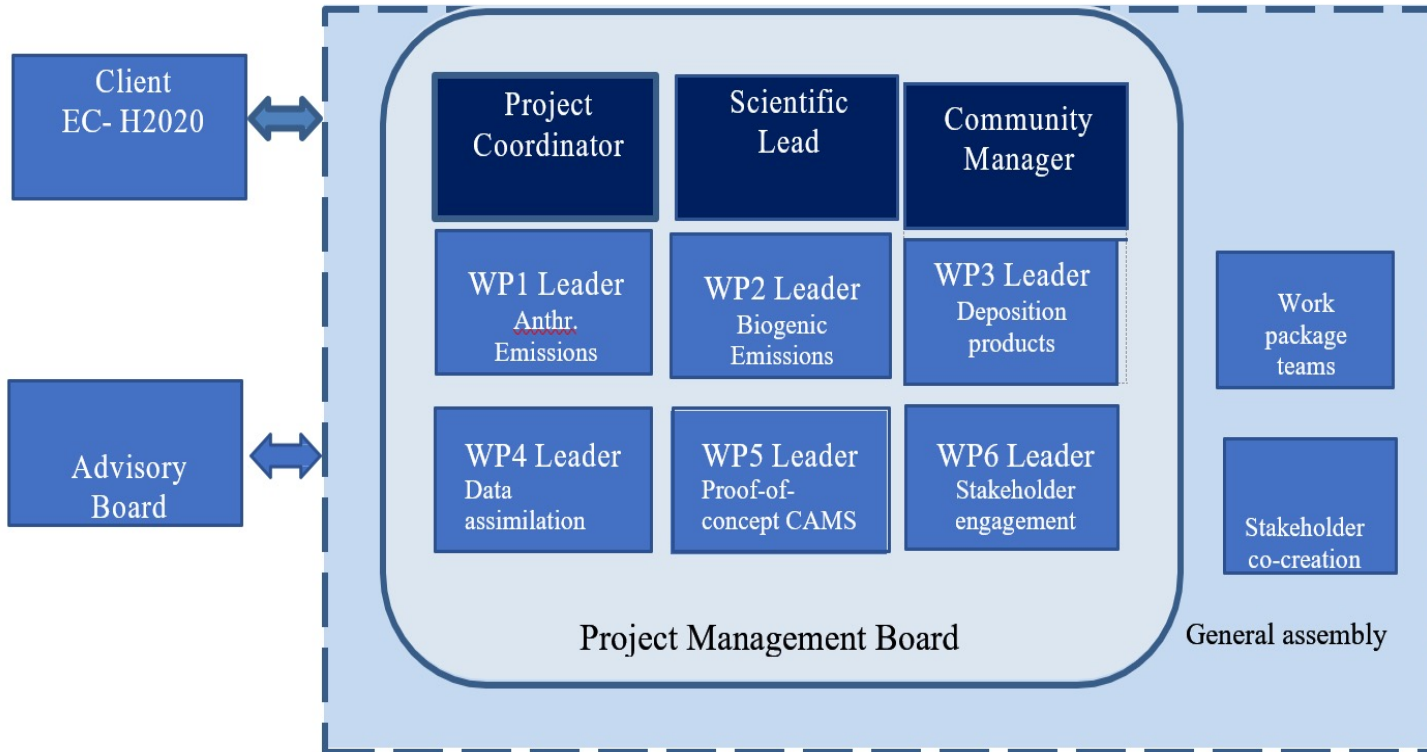 Client
EC- H2020
Project
Coordinator
Scientific
Lead
Community
Manager
WP1 Leader
Anthr.
Emissions
WP2 Leader
Biogenic
Emissions
WP3 Leader
Deposition
products
Work
package
teams
Advisory
Board
WP4 Leader
Data
assimilation
WP5 Leader
Proof-of-
concept CAMS
WP6 Leader
Stakeholder
engagement
Stakeholder
co-creation
Project Management Board
General assembly